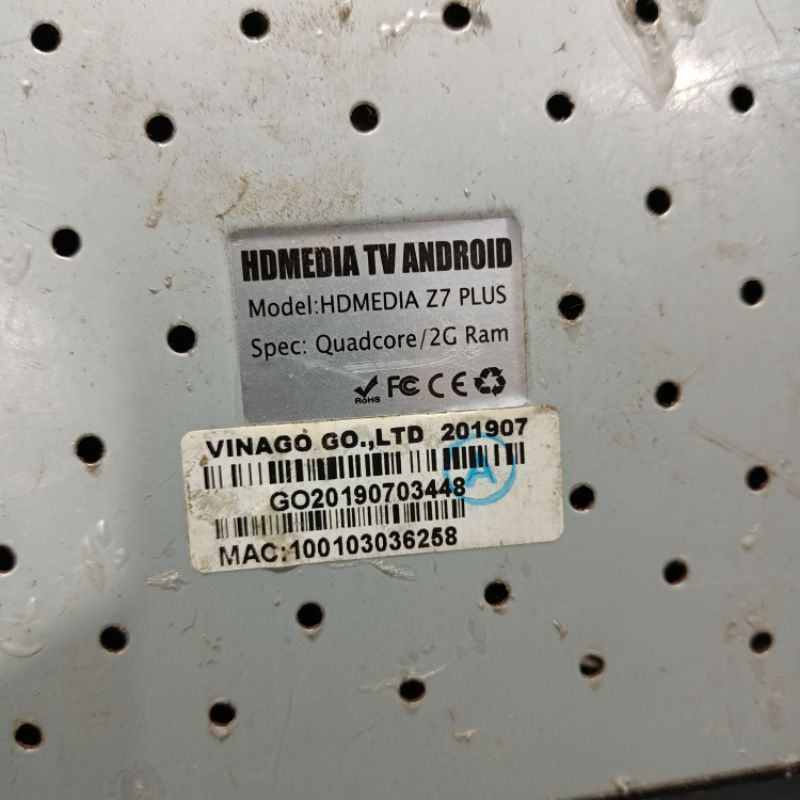 HDMEDIA TV ANDROID
Model:HDMEDIA Z7 PLUS
Spec: Quadcore/2G Ram
RoHS FC CE
VINAGO GO.,LTD 201907
A
GO20190703448
MAC:100103036258